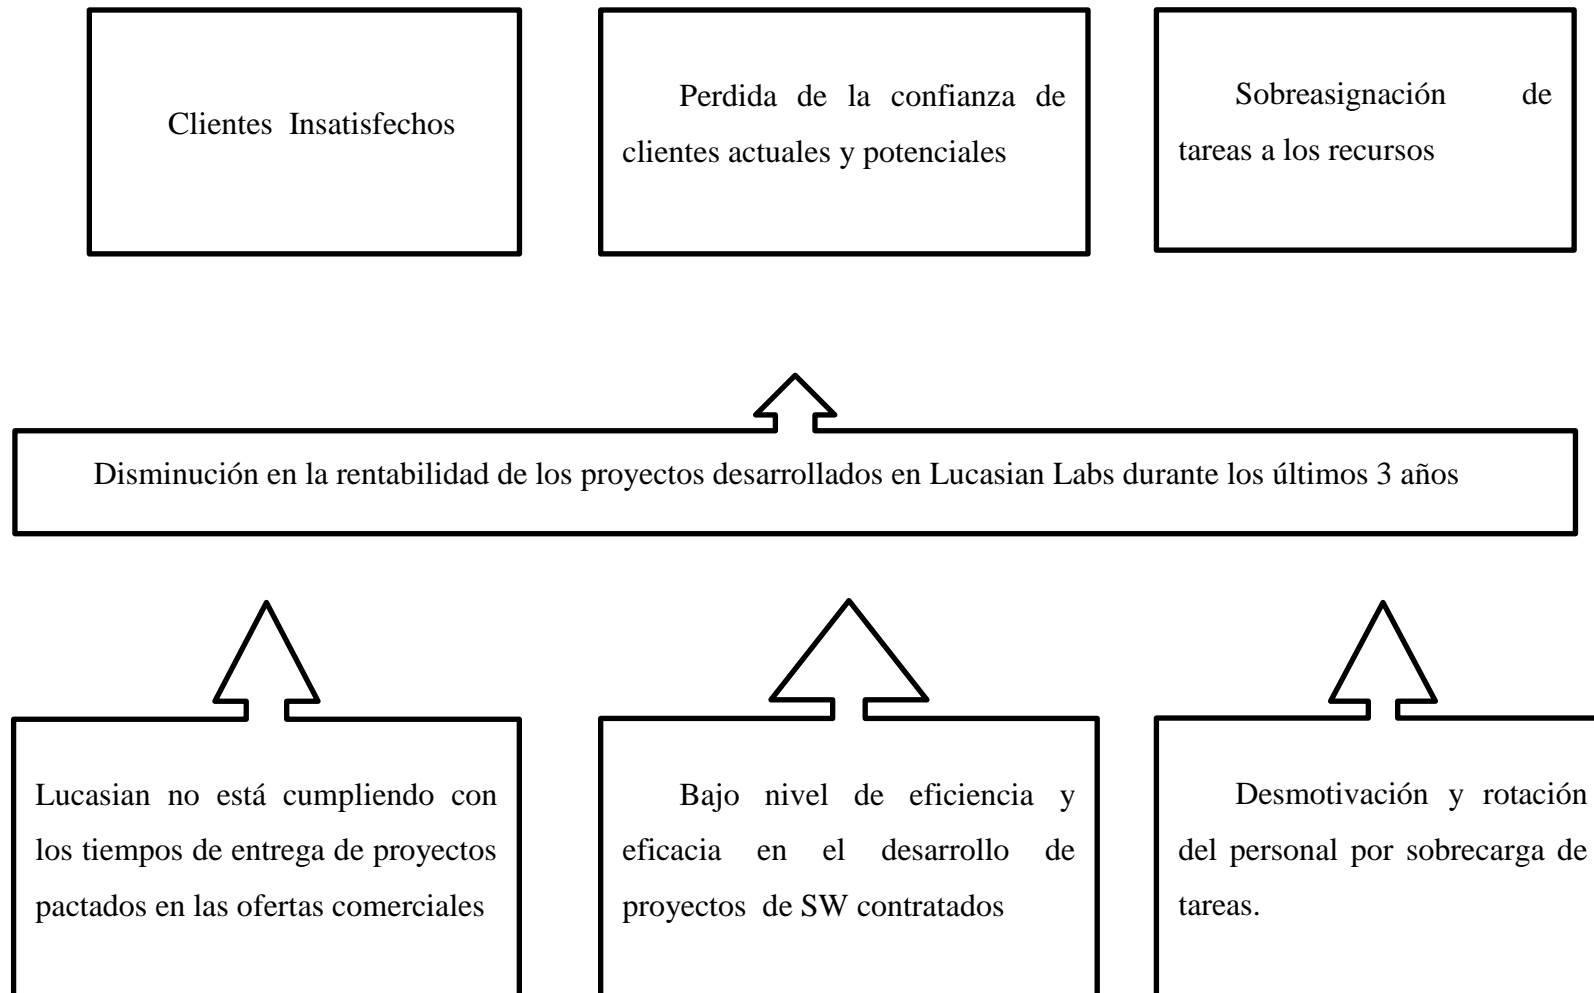 Clientes Insatisfechos
Perdida de la confianza de
clientes actuales y potenciales
Sobreasignación de
tareas a los recursos
Disminución en la rentabilidad de los proyectos desarrollados en Lucasian Labs durante los últimos 3 años
Lucasian no está cumpliendo con
los tiempos de entrega de proyectos
pactados en las ofertas comerciales
Bajo nivel de eficiencia y
eficacia en el desarrollo de
proyectos de SW contratados
Desmotivación y rotación
del personal por sobrecarga de
tareas.